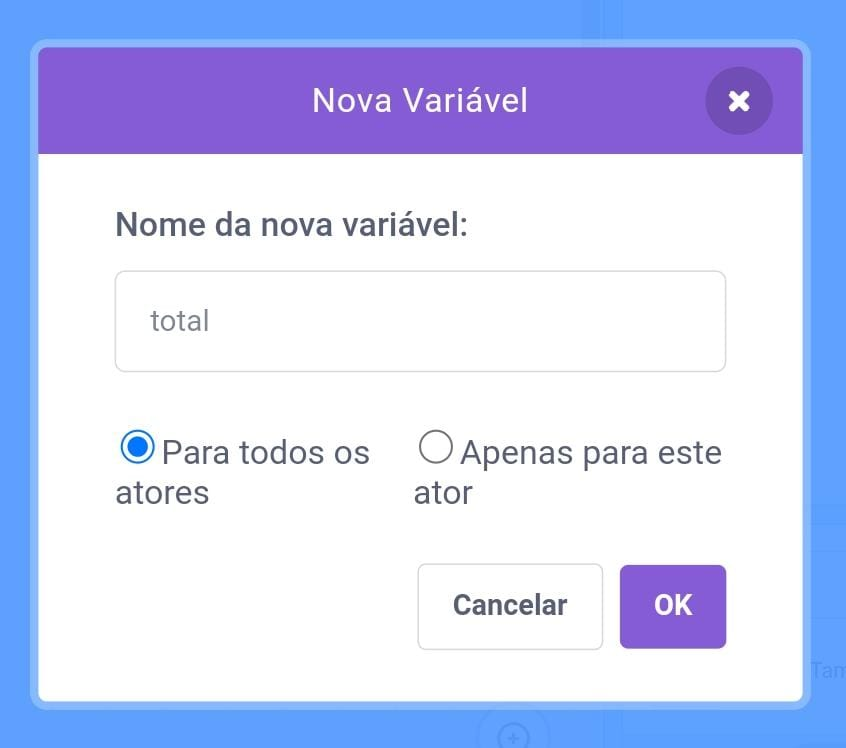 Nova Variável
Nome da nova variável:
total
Para todos os
atores
Apenas para este
ator
Cancelar
OK
Tam